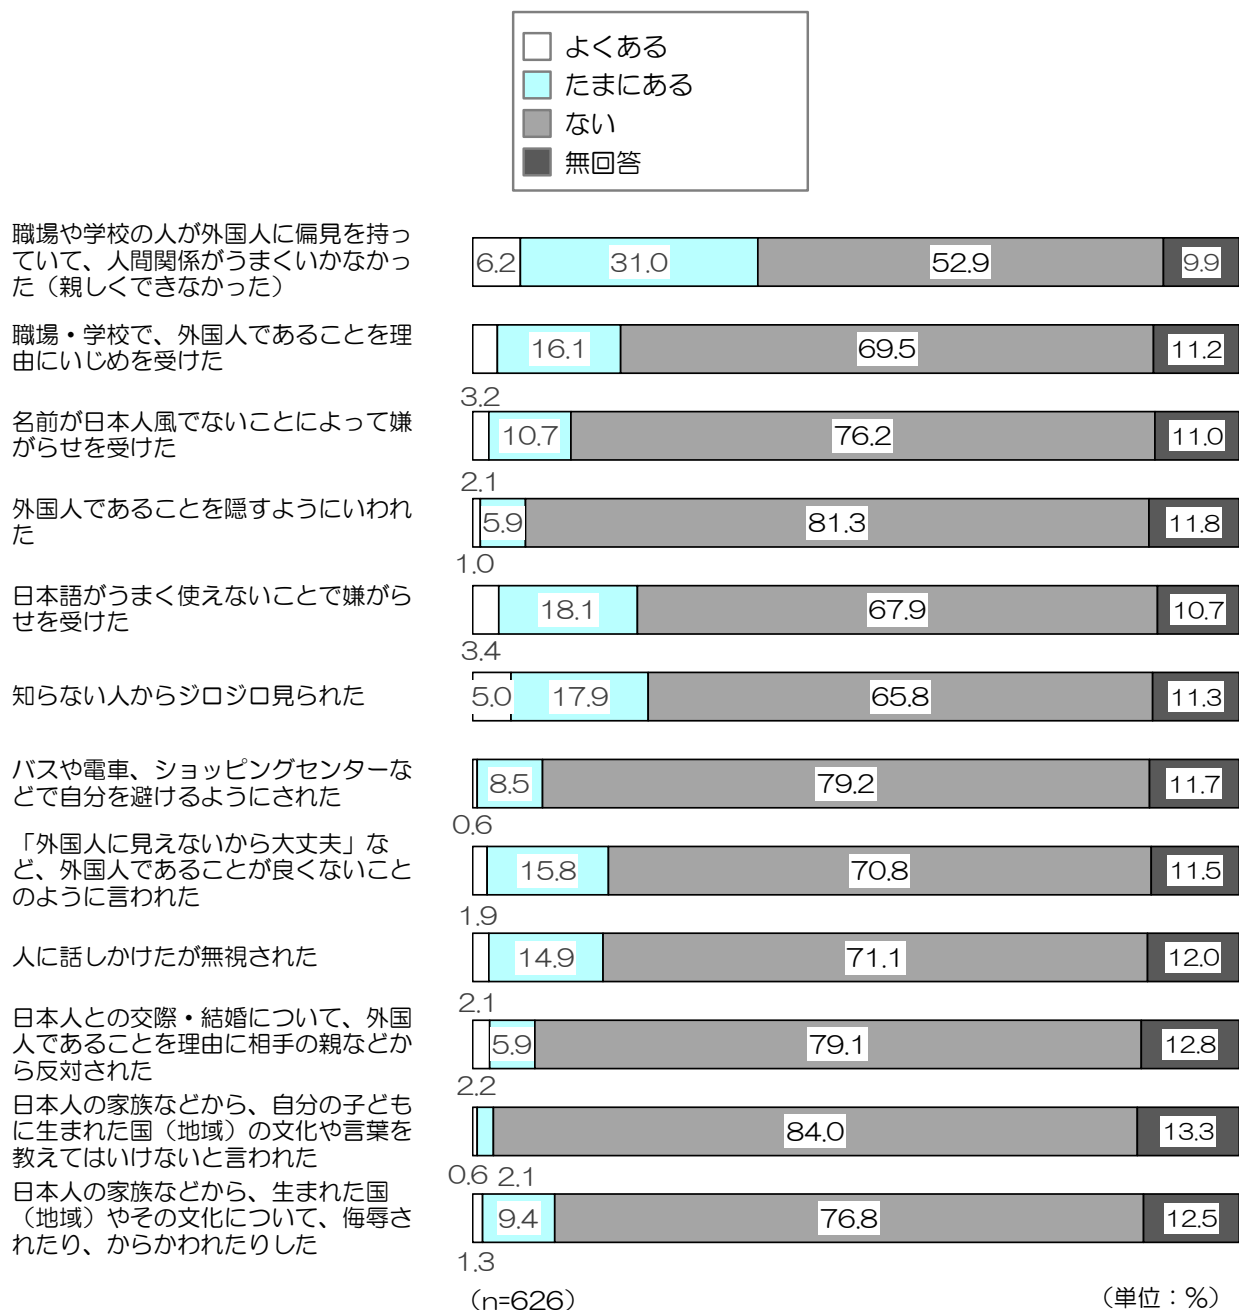 よくある
たまにある
ない
無回答
職場や学校の人が外国人に偏見を持っ
ていて、人間関係がうまくいかなかっ
た（親しくできなかった）
6.2 31.0 52.9 9.9
職場・学校で、外国人であることを理
由にいじめを受けた
16.1 69.5 11.2
3.2
名前が日本人風でないことによって嫌
がらせを受けた
10.7 76.2 11.0
2.1
外国人であることを隠すようにいわれ
た
5.9 81.3 11.8
1.0
日本語がうまく使えないことで嫌がら
せを受けた
18.1 67.9 10.7
3.4
知らない人からジロジロ見られた
5.0 17.9 65.8 11.3
バスや電車、ショッピングセンターな
どで自分を避けるようにされた
8.5 79.2 11.7
0.6
「外国人に見えないから大丈夫」な
ど、外国人であることが良くないこと
のように言われた
15.8 70.8 11.5
1.9
人に話しかけたが無視された
14.9 71.1 12.0
2.1
日本人との交際・結婚について、外国
人であることを理由に相手の親などか
ら反対された
5.9 79.1 12.8
2.2
日本人の家族などから、自分の子ども
に生まれた国（地域）の文化や言葉を
教えてはいけないと言われた
84.0 13.3
0.6 2.1
日本人の家族などから、生まれた国
（地域）やその文化について、侮辱さ
れたり、からかわれたりした
9.4 76.8 12.5
1.3
（n=626） （単位：％）